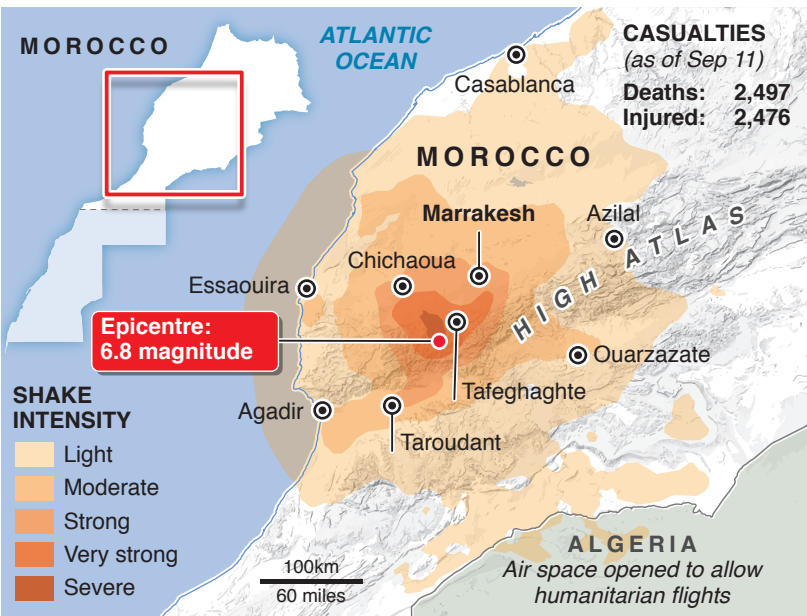 MOROCCO
ATLANTIC
OCEAN
CASUALTIES
(as of Sep 11)
Deaths: 2,497
Injured: 2,476
Casablanca
MOROCCO
Marrakesh
Azilal
HIGH ATLAS
Chichaoua
Essaouira
Epicentre:
6.8 magnitude
Ouarzazate
Tafeghaghte
Agadir
Taroudant
SHAKE
INTENSITY
Light
Moderate
Strong
Very strong
Severe
100km
60 miles
ALGERIA
Air space opened to allow
humanitarian flights